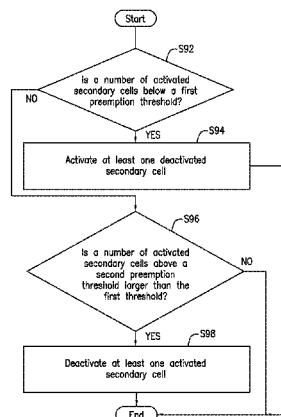 Start
S92
Is a number of activated
secondary cells below a first
preemption threshold?
NO
YES
S94
Activate at least one deactivated
secondary cell
S96
Is a number of activated
secondary cells above a
second preemption
threshold larger than the
first threshold?
NO
YES
S98
Deactivate at least one activated
secondary cell
End